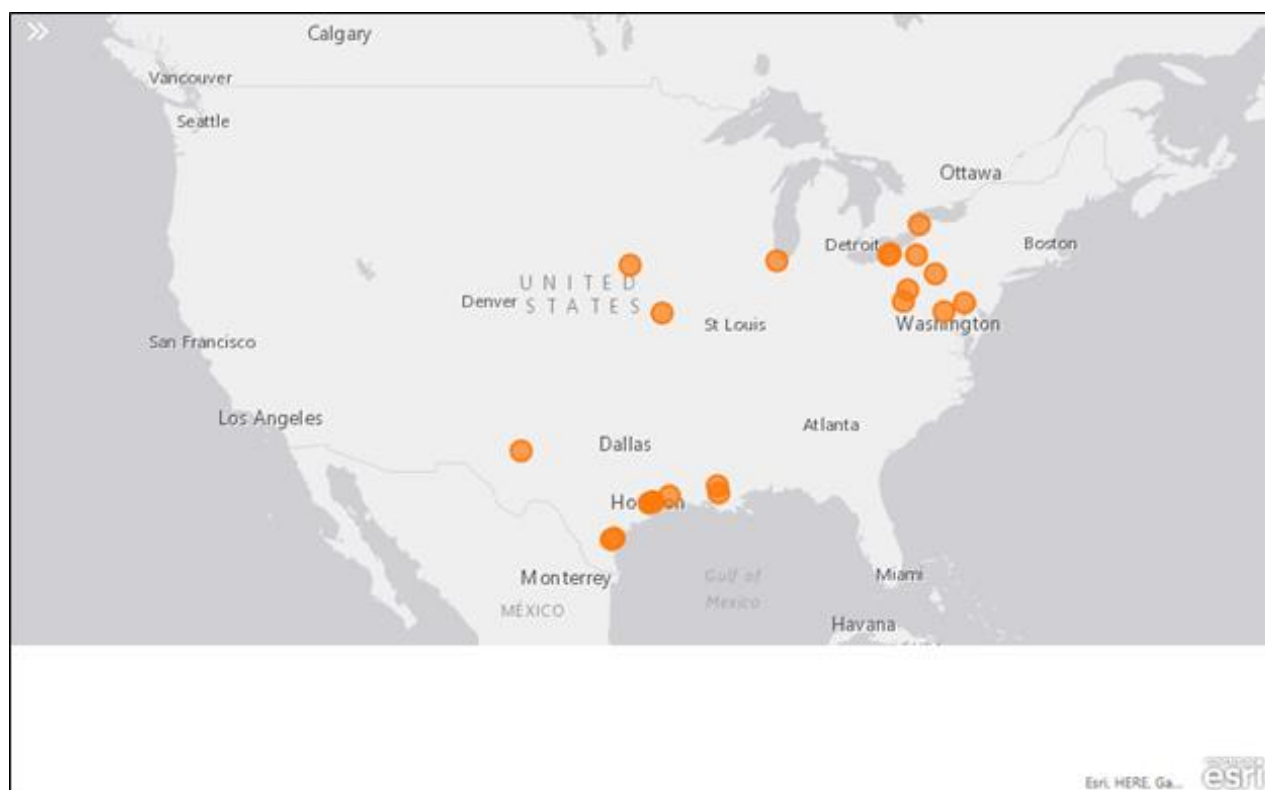 Calgary
Vancouver
Seattle
Ottawa
Detroit
Boston
UNITED
STATES
Denver
St Louis
Washington
San Francisco
Los Angeles
Atlanta
Dallas
Houston
Monterrey
Gulf of
Mexico
Miami
MÉXICO
Havana
Esri, HERE, Ga...
esri